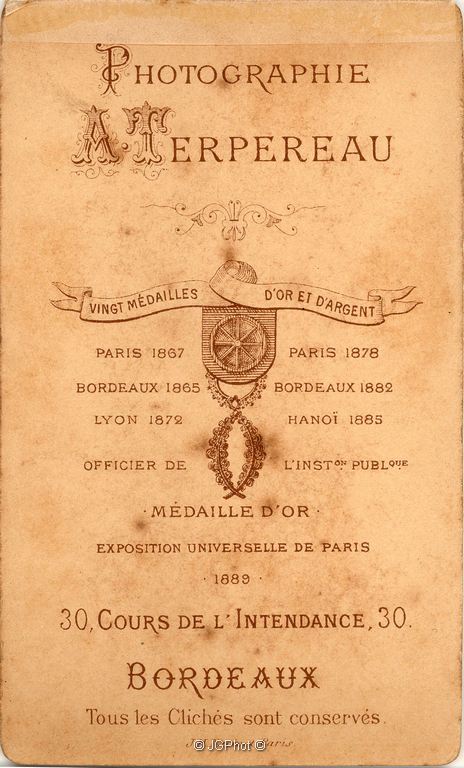 PHOTOGRAPHIE
A. TERPEREAU
VINGT MÉDAILLES D'OR ET D'ARGENT
PARIS 1867 PARIS 1878
BORDEAUX 1865 BORDEAUX 1882
LYON 1872 HANOÏ 1885
OFFICIER DE L'INSTON PUBLQUE
· MÉDAILLE D'OR ·
EXPOSITION UNIVERSELLE DE PARIS
· 1889 ·
30, COURS DE L'INTENDANCE, 30.
BORDEAUX
Tous les Clichés sont conservés.
© JGPhot ©
Paris